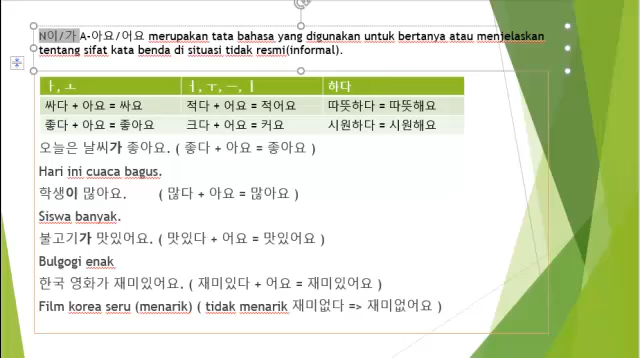 N이/가 A-아요/어요 merupakan tata bahasa yang digunakan untuk bertanya atau menjelaskan
tentang sifat kata benda di situasi tidak resmi(informal).
ㅏ,ㅗ ㅓ,ㅜ,ㅡ,ㅣ 하다
싸다 + 아요 = 싸요 적다 + 어요 = 적어요 따뜻하다 = 따뜻해요
좋다 + 아요 = 좋아요 크다 + 어요 = 커요 시원하다 = 시원해요
오늘은 날씨가 좋아요. ( 좋다 + 아요 = 좋아요 )
Hari ini cuaca bagus.
학생이 많아요. ( 많다 + 아요 = 많아요 )
Siswa banyak.
불고기가 맛있어요. ( 맛있다 + 어요 = 맛있어요 )
Bulgogi enak
한국 영화가 재미있어요. ( 재미있다 + 어요 = 재미있어요 )
Film korea seru (menarik) ( tidak menarik 재미없다 => 재미없어요 )